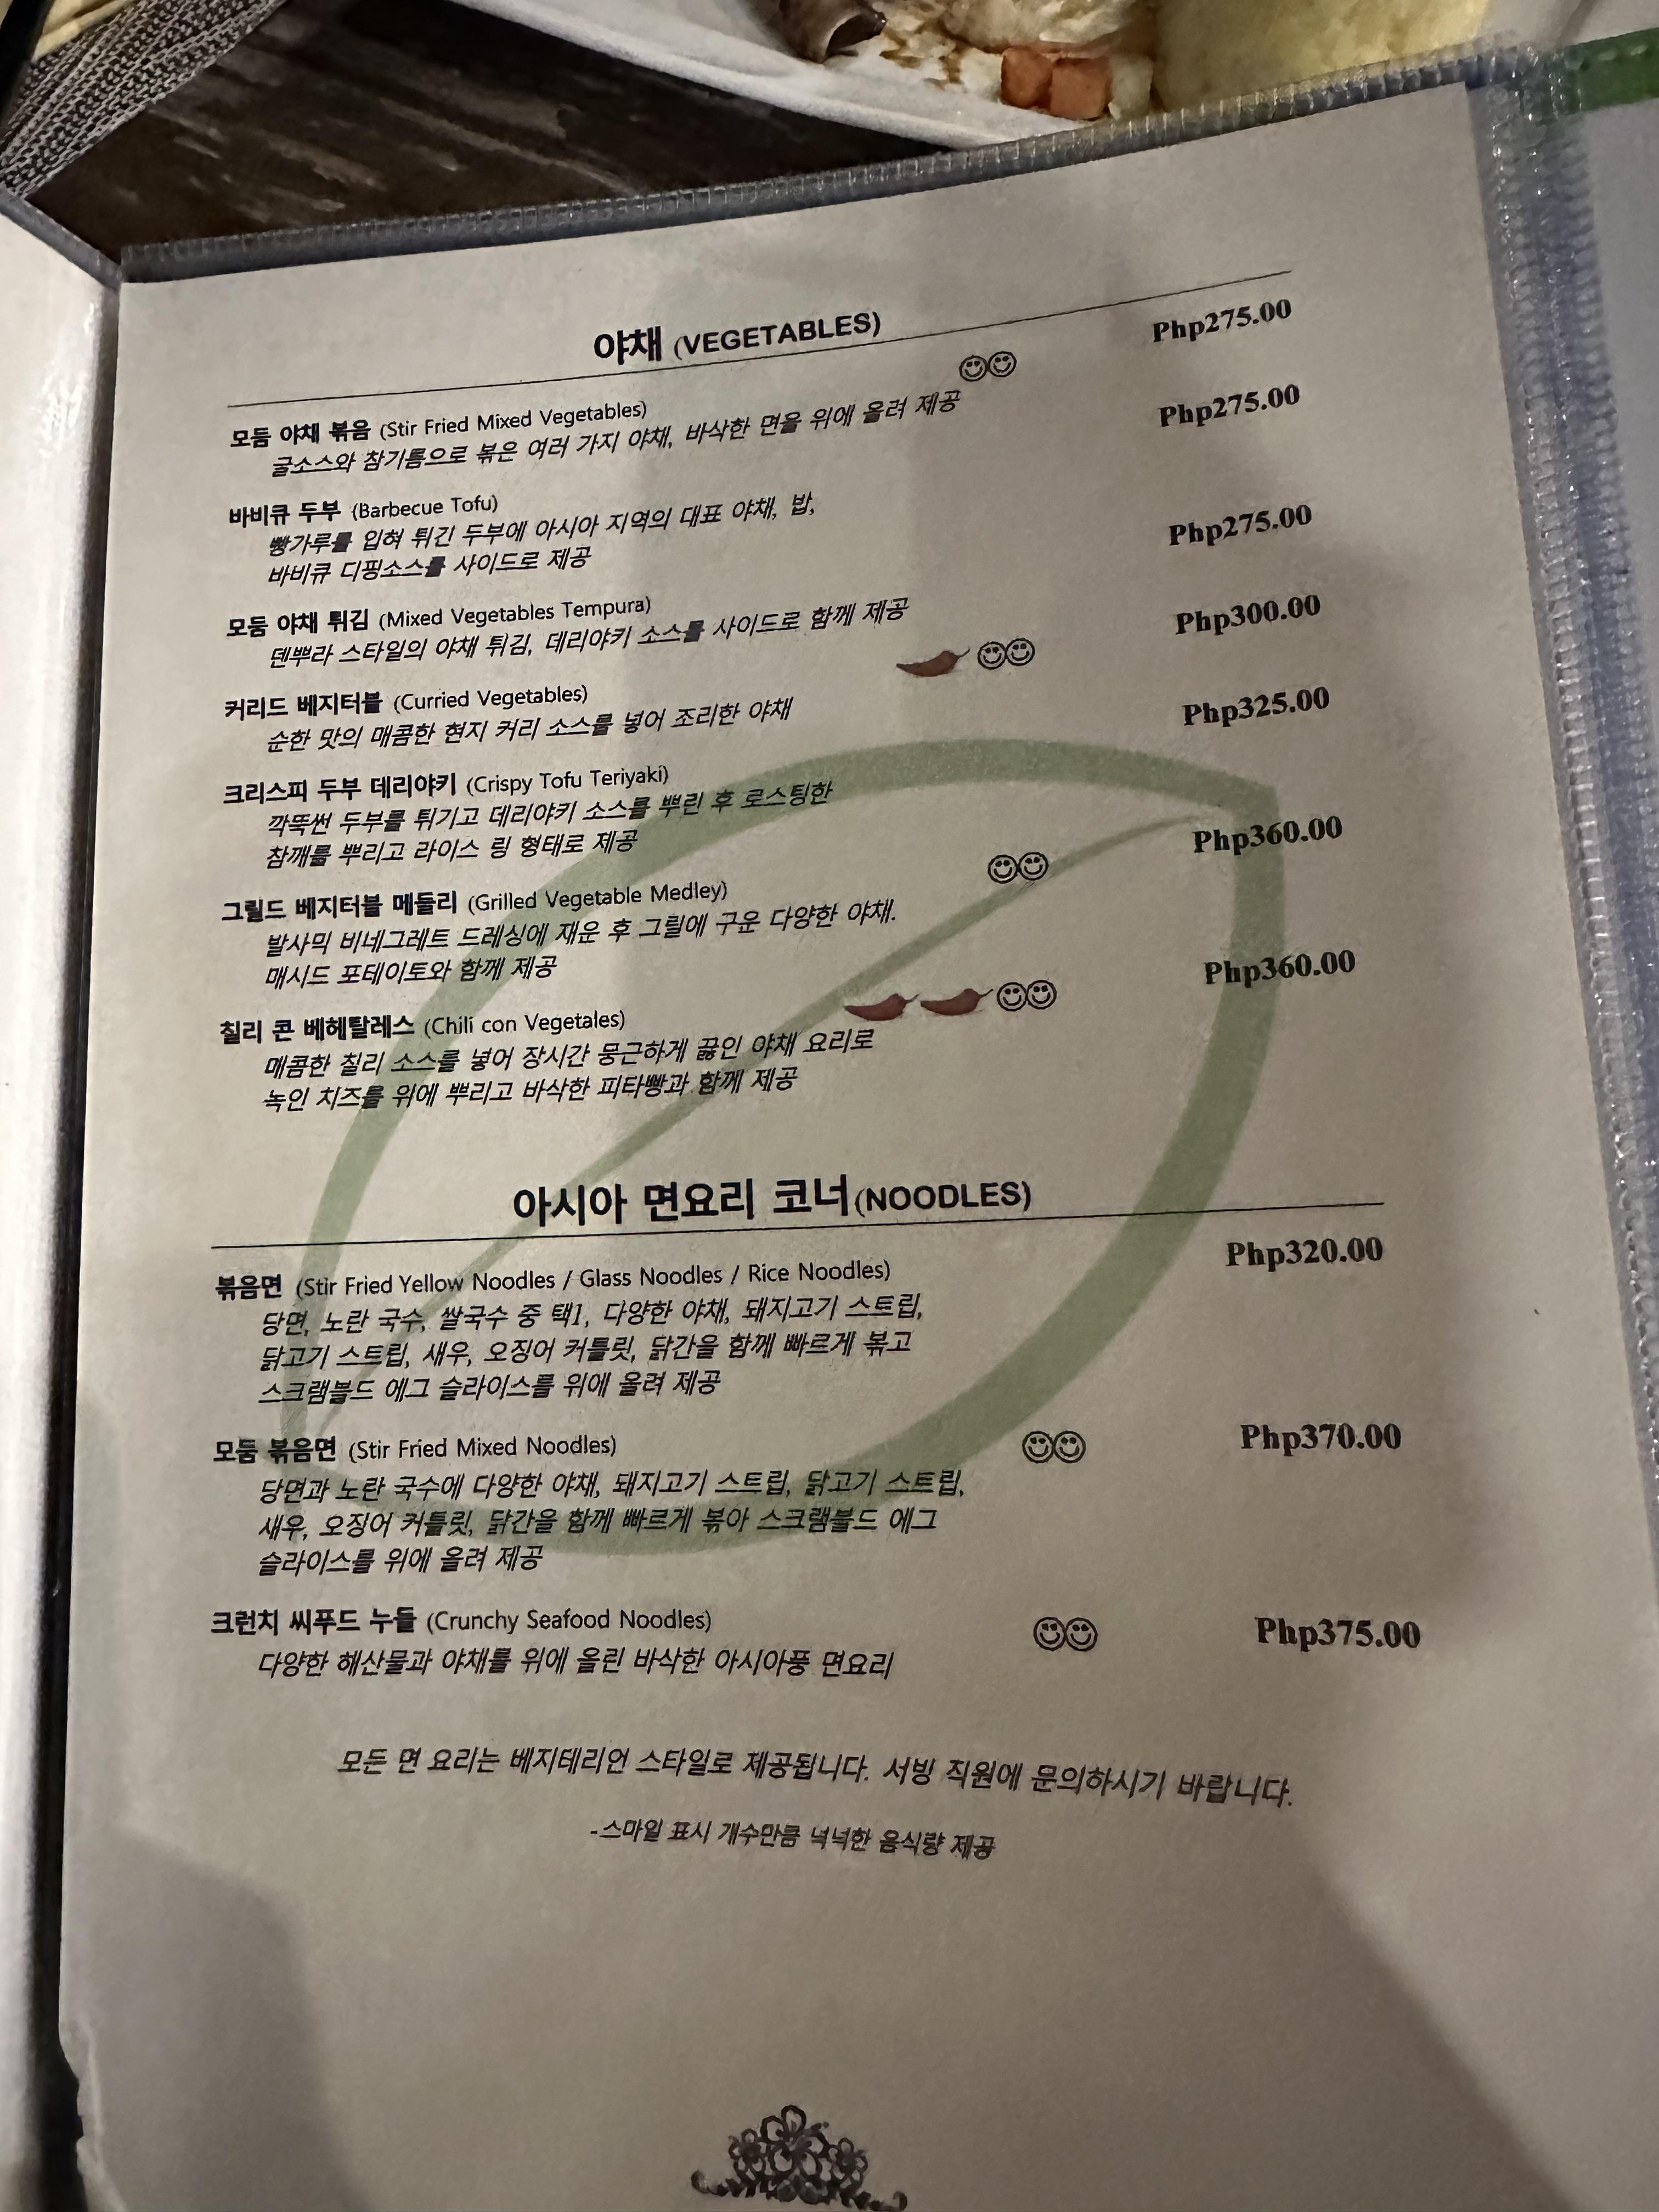 야채 (VEGETABLES)
모둠 야채 볶음 (Stir Fried Mixed Vegetables) Php275.00
굴소스와 참기름으로 볶은 여러 가지 야채, 바삭한 면을 위에 올려 제공
바비큐 두부 (Barbecue Tofu) Php275.00
빵가루를 입혀 튀긴 두부에 아시아 지역의 대표 야채, 밥,
바비큐 디핑소스를 사이드로 제공
모둠 야채 튀김 (Mixed Vegetables Tempura) Php275.00
덴뿌라 스타일의 야채 튀김, 데리야키 소스를 사이드로 함께 제공
커리드 베지터블 (Curried Vegetables) Php300.00
순한 맛의 매콤한 현지 커리 소스를 넣어 조리한 야채
크리스피 두부 데리야키 (Crispy Tofu Teriyaki) Php325.00
깍뚝썬 두부를 튀기고 데리야키 소스를 뿌린 후 로스팅한
참깨를 뿌리고 라이스 링 형태로 제공
그릴드 베지터블 메들리 (Grilled Vegetable Medley) Php360.00
발사믹 비네그레트 드레싱에 재운 후 그릴에 구운 다양한 야채.
매시드 포테이토와 함께 제공
칠리 콘 베헤탈레스 (Chili con Vegetales) Php360.00
매콤한 칠리 소스를 넣어 장시간 뭉근하게 끓인 야채 요리로
녹인 치즈를 위에 뿌리고 바삭한 피타빵과 함께 제공
아시아 면요리 코너(NOODLES)
볶음면 (Stir Fried Yellow Noodles / Glass Noodles / Rice Noodles) Php320.00
당면, 노란 국수, 쌀국수 중 택1, 다양한 야채, 돼지고기 스트립,
닭고기 스트립, 새우, 오징어 커틀릿, 닭간을 함께 빠르게 볶고
스크램블드 에그 슬라이스를 위에 올려 제공
모둠 볶음면 (Stir Fried Mixed Noodles) Php370.00
당면과 노란 국수에 다양한 야채, 돼지고기 스트립, 닭고기 스트립,
새우, 오징어 커틀릿, 닭간을 함께 빠르게 볶아 스크램블드 에그
슬라이스를 위에 올려 제공
크런치 씨푸드 누들 (Crunchy Seafood Noodles) Php375.00
다양한 해산물과 야채를 위에 올린 바삭한 아시아풍 면요리
모든 면 요리는 베지테리언 스타일로 제공됩니다. 서빙 직원에 문의하시기 바랍니다.
-스마일 표시 개수만큼 넉넉한 음식량 제공